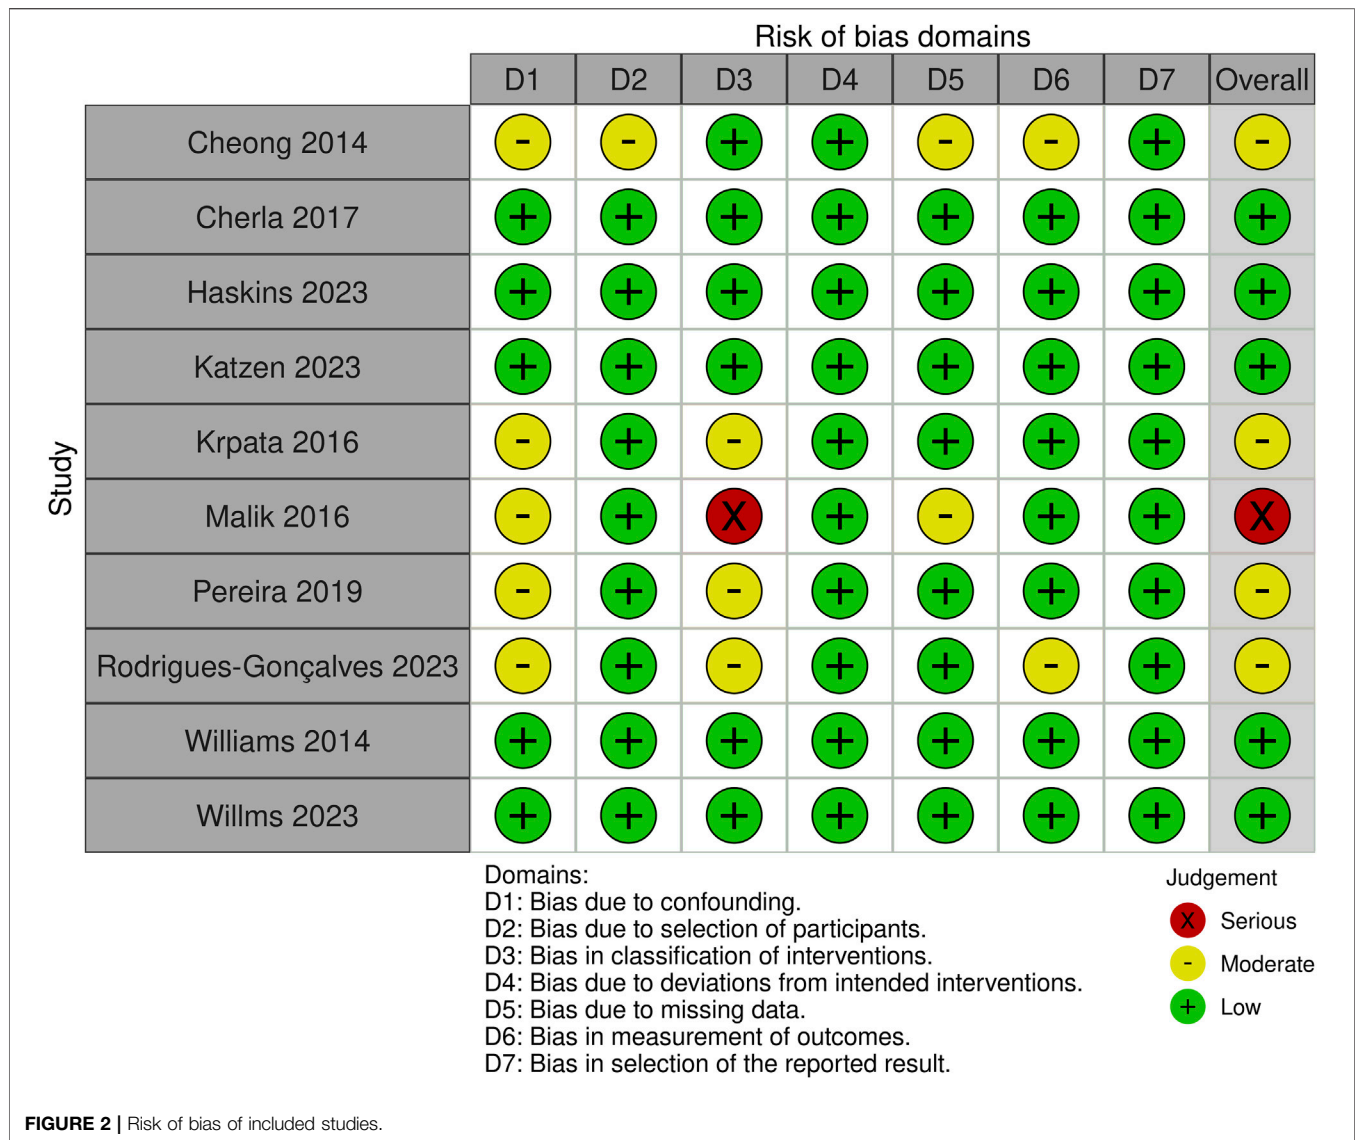 Risk of bias domains
D1 D2 D3 D4 D5 D6 D7 Overall
Study
Cheong 2014 - - + + - - + -
Cherla 2017 + + + + + + + +
Haskins 2023 + + + + + + + +
Katzen 2023 + + + + + + + +
Krpata 2016 - + - + + + + -
Malik 2016 - + X + - + + X
Pereira 2019 - + - + + + + -
Rodrigues-Gonçalves 2023 - + - + + - + -
Williams 2014 + + + + + + + +
Willms 2023 + + + + + + + +
Domains:
D1: Bias due to confounding.
D2: Bias due to selection of participants.
D3: Bias in classification of interventions.
D4: Bias due to deviations from intended interventions.
D5: Bias due to missing data.
D6: Bias in measurement of outcomes.
D7: Bias in selection of the reported result.
Judgement
X Serious
- Moderate
+ Low
FIGURE 2 | Risk of bias of included studies.